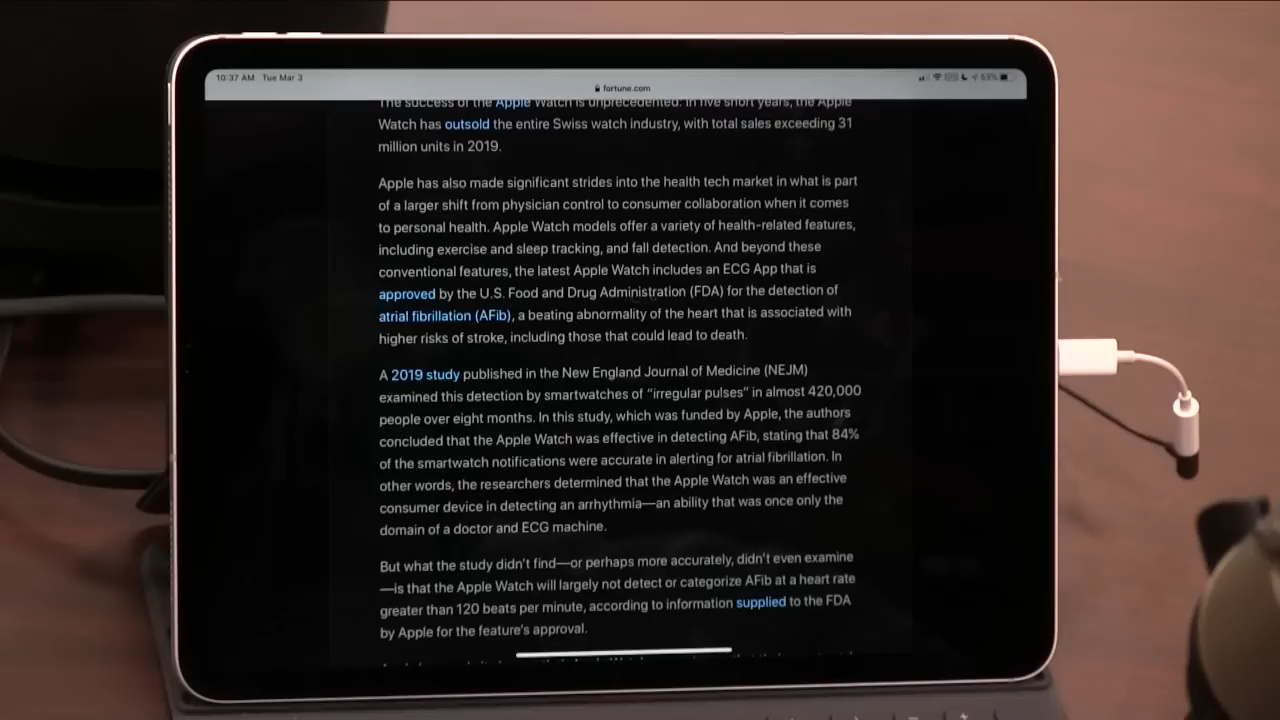 10:37 AM Tue Mar 3
63%
fortune.com
The success of the Apple Watch is unprecedented: In five short years, the Apple
Watch has outsold the entire Swiss watch industry, with total sales exceeding 31
million units in 2019.
Apple has also made significant strides into the health tech market in what is part
of a larger shift from physician control to consumer collaboration when it comes
to personal health. Apple Watch models offer a variety of health-related features,
including exercise and sleep tracking, and fall detection. And beyond these
conventional features, the latest Apple Watch includes an ECG App that is
approved by the U.S. Food and Drug Administration (FDA) for the detection of
atrial fibrillation (AFib), a beating abnormality of the heart that is associated with
higher risks of stroke, including those that could lead to death.
A 2019 study published in the New England Journal of Medicine (NEJM)
examined this detection by smartwatches of “irregular pulses” in almost 420,000
people over eight months. In this study, which was funded by Apple, the authors
concluded that the Apple Watch was effective in detecting AFib, stating that 84%
of the smartwatch notifications were accurate in alerting for atrial fibrillation. In
other words, the researchers determined that the Apple Watch was an effective
consumer device in detecting an arrhythmia—an ability that was once only the
domain of a doctor and ECG machine.
But what the study didn't find—or perhaps more accurately, didn't even examine
—is that the Apple Watch will largely not detect or categorize AFib at a heart rate
greater than 120 beats per minute, according to information supplied to the FDA
by Apple for the feature's approval.